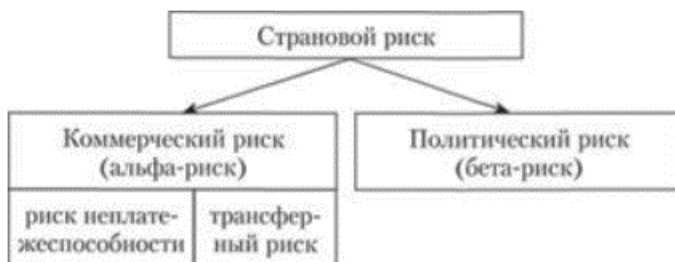 Страновой риск
Коммерческий риск
(альфа-риск)
Политический риск
(бета-риск)
риск неплате-
жеспособности
трансфер-
ный риск